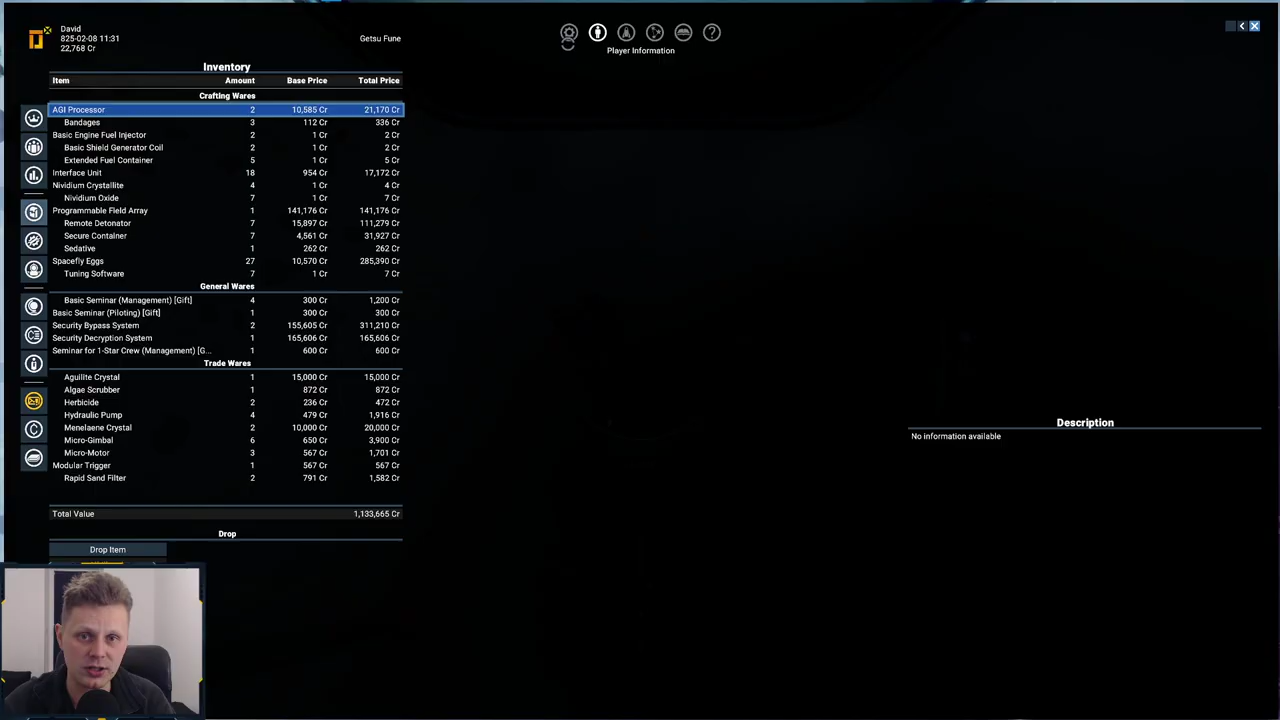 David
825-02-08 11:31
22,768 Cr
Getsu Fune
Player Information
Inventory
Item Amount Base Price Total Price
Crafting Wares
AGI Processor 2 10,585 Cr 21,170 Cr
Bandages 3 112 Cr 336 Cr
Basic Engine Fuel Injector 2 1 Cr 2 Cr
Basic Shield Generator Coil 2 1 Cr 2 Cr
Extended Fuel Container 5 1 Cr 5 Cr
Interface Unit 18 954 Cr 17,172 Cr
Nividium Crystallite 4 1 Cr 4 Cr
Nividium Oxide 7 1 Cr 7 Cr
Programmable Field Array 1 141,176 Cr 141,176 Cr
Remote Detonator 7 15,897 Cr 111,279 Cr
Secure Container 7 4,561 Cr 31,927 Cr
Sedative 1 262 Cr 262 Cr
Spacefly Eggs 27 10,570 Cr 285,390 Cr
Tuning Software 7 1 Cr 7 Cr
General Wares
Basic Seminar (Management) [Gift] 4 300 Cr 1,200 Cr
Basic Seminar (Piloting) [Gift] 1 300 Cr 300 Cr
Security Bypass System 2 155,605 Cr 311,210 Cr
Security Decryption System 1 165,606 Cr 165,606 Cr
Seminar for 1-Star Crew (Management) [G... 1 600 Cr 600 Cr
Trade Wares
Aguilite Crystal 1 15,000 Cr 15,000 Cr
Algae Scrubber 1 872 Cr 872 Cr
Herbicide 2 236 Cr 472 Cr
Hydraulic Pump 4 479 Cr 1,916 Cr
Menelaene Crystal 2 10,000 Cr 20,000 Cr
Micro-Gimbal 6 650 Cr 3,900 Cr
Micro-Motor 3 567 Cr 1,701 Cr
Modular Trigger 1 567 Cr 567 Cr
Rapid Sand Filter 2 791 Cr 1,582 Cr
Total Value 1,133,665 Cr
Drop
Drop Item
Description
No information available